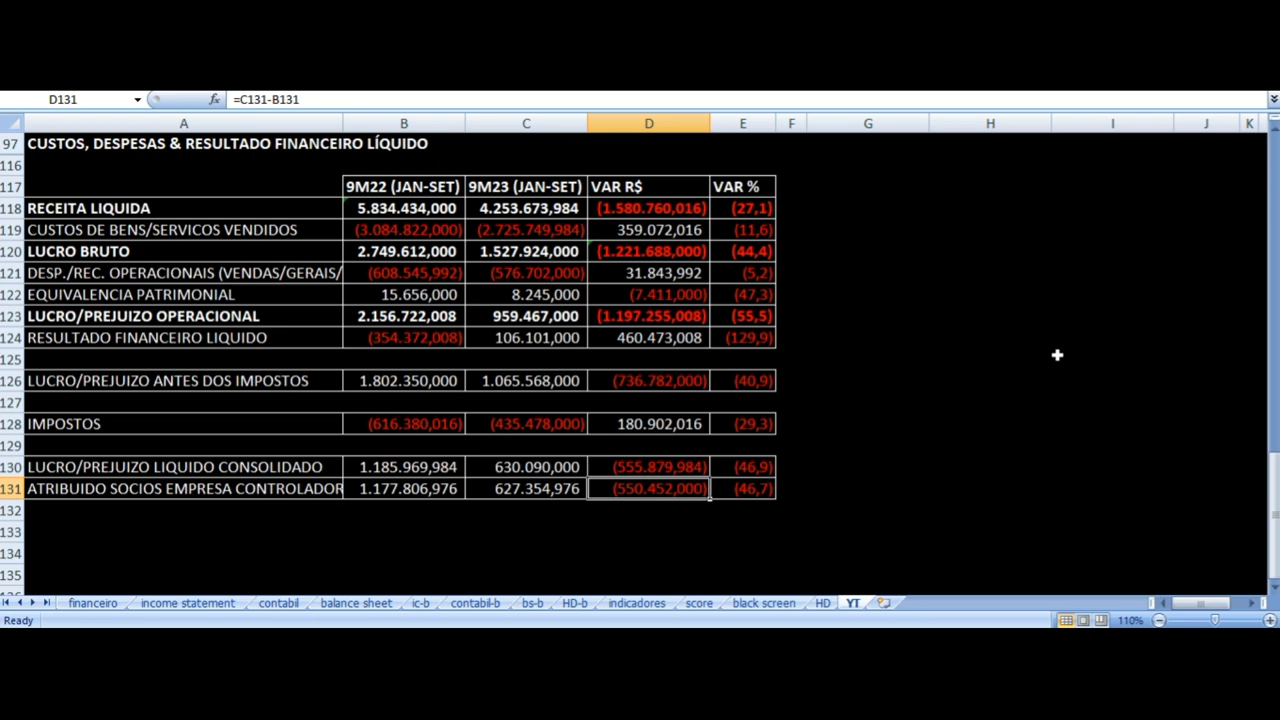 D131 fx =C131-B131
A B C D E F G H I J K
97 CUSTOS, DESPESAS & RESULTADO FINANCEIRO LÍQUIDO
116
117 9M22 (JAN-SET) 9M23 (JAN-SET) VAR R$ VAR %
118 RECEITA LIQUIDA 5.834.434,000 4.253.673,984 (1.580.760,016) (27,1)
119 CUSTOS DE BENS/SERVICOS VENDIDOS (3.084.822,000) (2.725.749,984) 359.072,016 (11,6)
120 LUCRO BRUTO 2.749.612,000 1.527.924,000 (1.221.688,000) (44,4)
121 DESP./REC. OPERACIONAIS (VENDAS/GERAIS/ (608.545,992) (576.702,000) 31.843,992 (5,2)
122 EQUIVALENCIA PATRIMONIAL 15.656,000 8.245,000 (7.411,000) (47,3)
123 LUCRO/PREJUIZO OPERACIONAL 2.156.722,008 959.467,000 (1.197.255,008) (55,5)
124 RESULTADO FINANCEIRO LIQUIDO (354.372,008) 106.101,000 460.473,008 (129,9)
125
126 LUCRO/PREJUIZO ANTES DOS IMPOSTOS 1.802.350,000 1.065.568,000 (736.782,000) (40,9)
127
128 IMPOSTOS (616.380,016) (435.478,000) 180.902,016 (29,3)
129
130 LUCRO/PREJUIZO LIQUIDO CONSOLIDADO 1.185.969,984 630.090,000 (555.879,984) (46,9)
131 ATRIBUIDO SOCIOS EMPRESA CONTROLADOR 1.177.806,976 627.354,976 (550.452,000) (46,7)
132
133
134
135
financeiro income statement contabil balance sheet ic-b contabil-b bs-b HD-b indicadores score black screen HD YT
Ready 110%